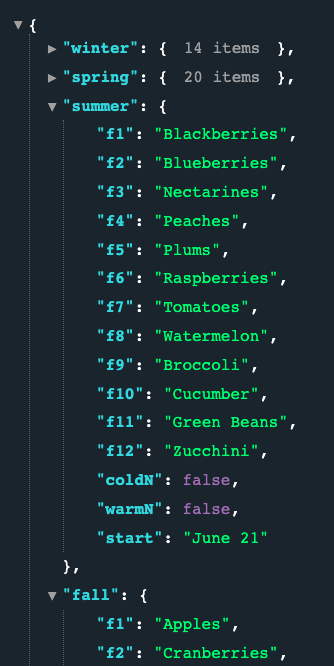 {
"winter": { 14 items },
"spring": { 20 items },
"summer": {
"f1": "Blackberries",
"f2": "Blueberries",
"f3": "Nectarines",
"f4": "Peaches",
"f5": "Plums",
"f6": "Raspberries",
"f7": "Tomatoes",
"f8": "Watermelon",
"f9": "Broccoli",
"f10": "Cucumber",
"f11": "Green Beans",
"f12": "Zucchini",
"coldN": false,
"warmN": false,
"start": "June 21"
},
"fall": {
"f1": "Apples",
"f2": "Cranberries",